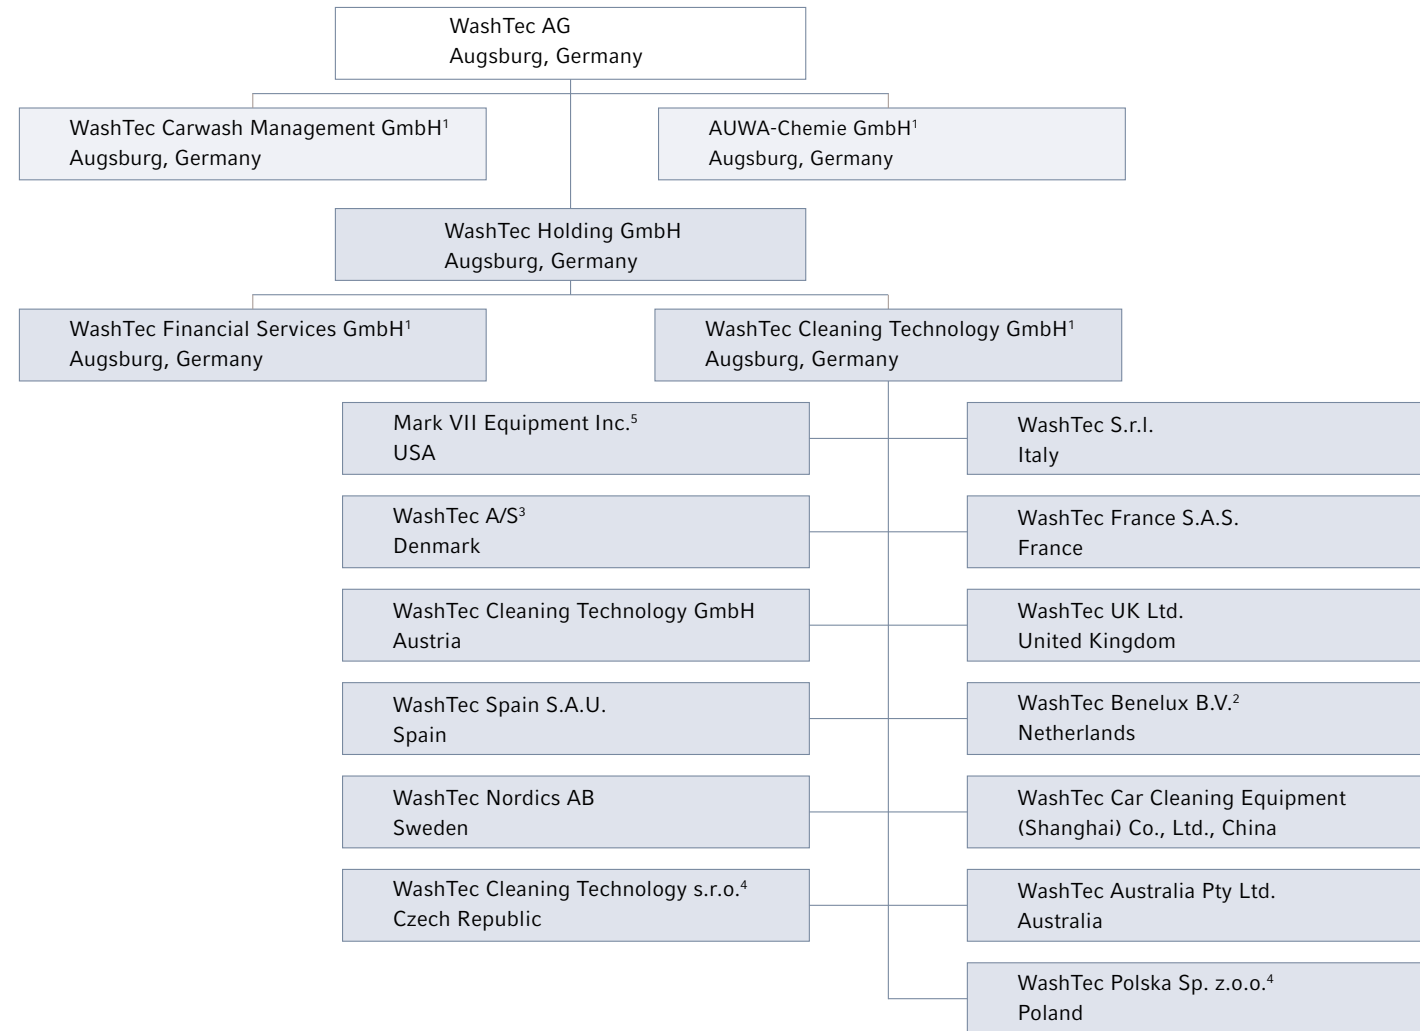 WashTec AG
Augsburg, Germany
WashTec Carwash Management GmbH¹
Augsburg, Germany
AUWA-Chemie GmbH¹
Augsburg, Germany
WashTec Holding GmbH
Augsburg, Germany
WashTec Financial Services GmbH¹
Augsburg, Germany
WashTec Cleaning Technology GmbH¹
Augsburg, Germany
Mark VII Equipment Inc.⁵
USA
WashTec S.r.l.
Italy
WashTec A/S³
Denmark
WashTec France S.A.S.
France
WashTec Cleaning Technology GmbH
Austria
WashTec UK Ltd.
United Kingdom
WashTec Spain S.A.U.
Spain
WashTec Benelux B.V.²
Netherlands
WashTec Nordics AB
Sweden
WashTec Car Cleaning Equipment
(Shanghai) Co., Ltd., China
WashTec Cleaning Technology s.r.o.⁴
Czech Republic
WashTec Australia Pty Ltd.
Australia
WashTec Polska Sp. z.o.o.⁴
Poland